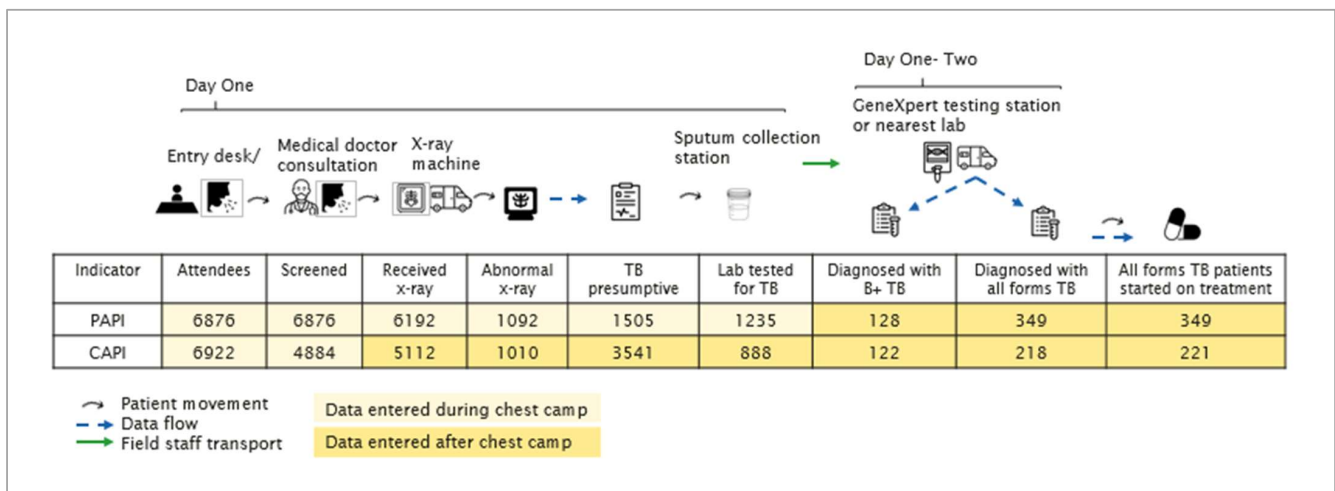 Day One
Day One- Two
Entry desk/
Medical doctor
consultation
X-ray
machine
Sputum collection
station
GeneXpert testing station
or nearest lab
Indicator Attendees Screened Received x-ray Abnormal x-ray TB presumptive Lab tested for TB Diagnosed with B+ TB Diagnosed with all forms TB All forms TB patients started on treatment
PAPI 6876 6876 6192 1092 1505 1235 128 349 349
CAPI 6922 4884 5112 1010 3541 888 122 218 221
Patient movement
Data flow
Field staff transport
Data entered during chest camp
Data entered after chest camp